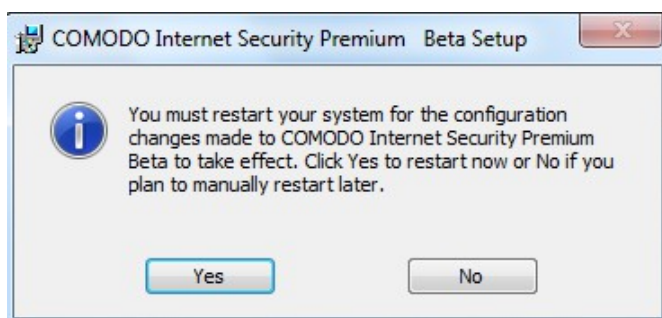 COMODO Internet Security Premium Beta Setup
You must restart your system for the configuration
changes made to COMODO Internet Security Premium
Beta to take effect. Click Yes to restart now or No if you
plan to manually restart later.
Yes No